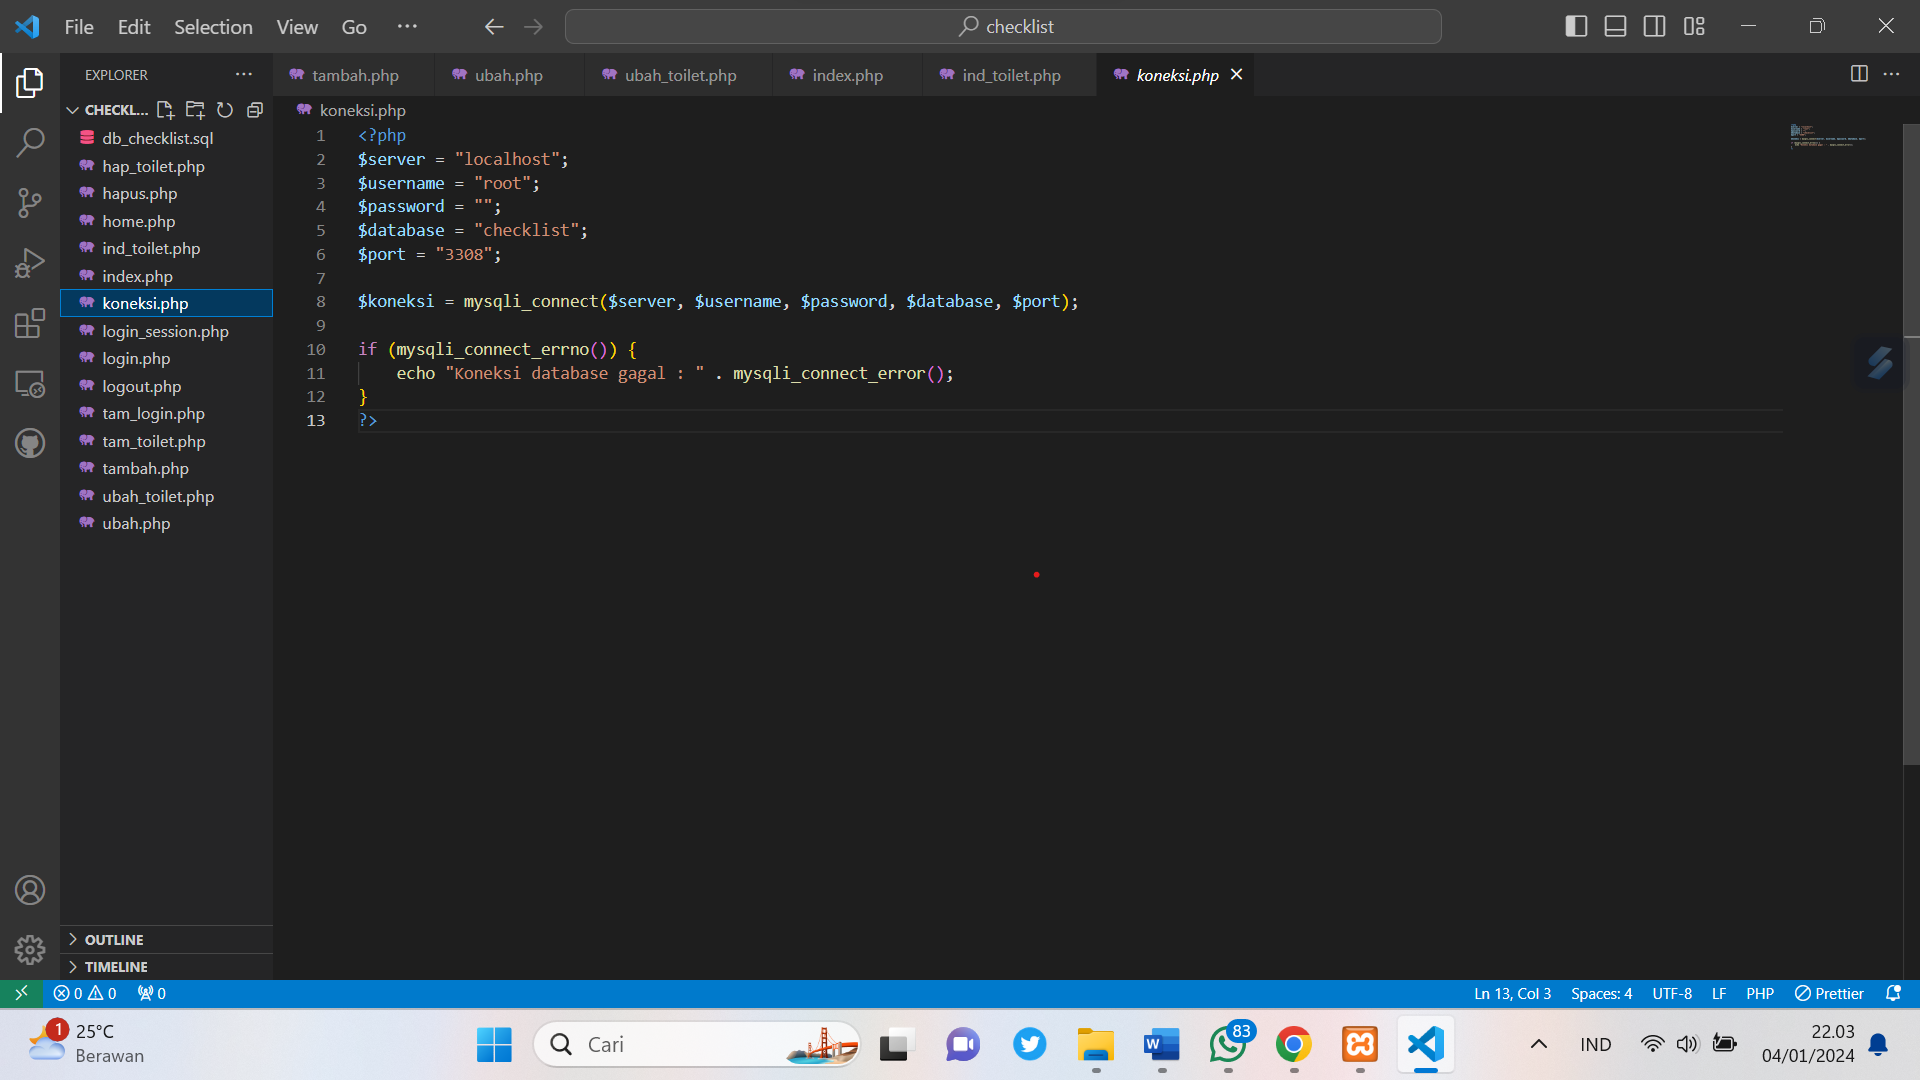 File Edit Selection View Go ···
checklist
EXPLORER ···
tambah.php
ubah.php
ubah_toilet.php
index.php
ind_toilet.php
koneksi.php
CHECKL...
db_checklist.sql
hap_toilet.php
hapus.php
home.php
ind_toilet.php
index.php
koneksi.php
login_session.php
login.php
logout.php
tam_login.php
tam_toilet.php
tambah.php
ubah_toilet.php
ubah.php
OUTLINE
TIMELINE
koneksi.php
1 <?php
2 $server = "localhost";
3 $username = "root";
4 $password = "";
5 $database = "checklist";
6 $port = "3308";
7
8 $koneksi = mysqli_connect($server, $username, $password, $database, $port);
9
10 if (mysqli_connect_errno()) {
11     echo "Koneksi database gagal : " . mysqli_connect_error();
12 }
13 ?>
0 0 0
Ln 13, Col 3 Spaces: 4 UTF-8 LF PHP Prettier
1
25°C
Berawan
Cari
W
83
IND
22.03
04/01/2024